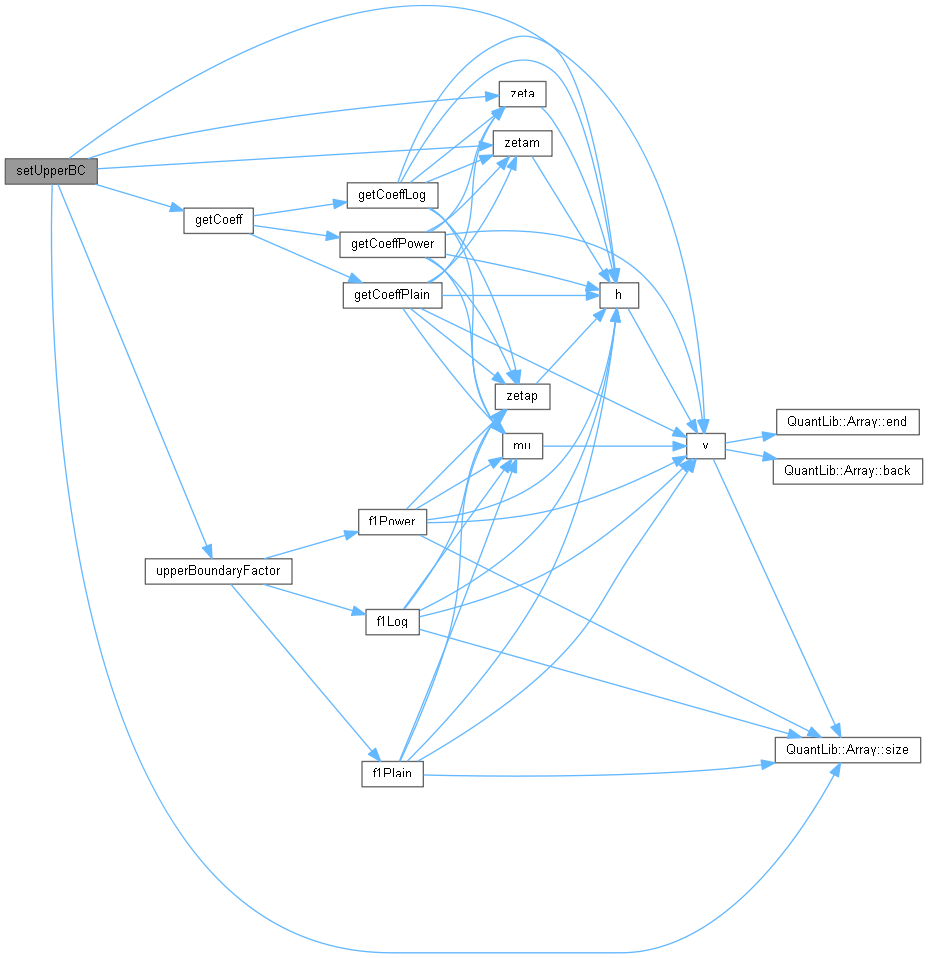 setUpperBC
zeta
zetam
getCoeffLog
getCoeff
getCoeffPower
getCoeffPlain
h
zetap
QuantLib::Array::end
mu
v
QuantLib::Array::back
f1Power
upperBoundaryFactor
f1Log
QuantLib::Array::size
f1Plain